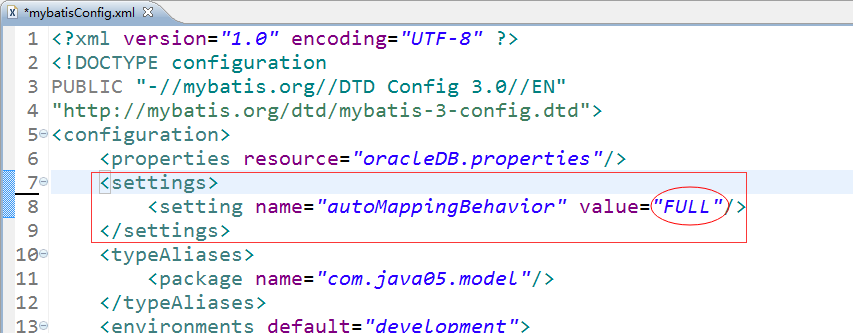 *mybatisConfig.xml
1 <?xml version="1.0" encoding="UTF-8" ?>
2 <!DOCTYPE configuration
3 PUBLIC "-//mybatis.org//DTD Config 3.0//EN"
4 "http://mybatis.org/dtd/mybatis-3-config.dtd">
5 <configuration>
6 <properties resource="oracleDB.properties"/>
7 <settings>
8 <setting name="autoMappingBehavior" value="FULL"/>
9 </settings>
10 <typeAliases>
11 <package name="com.java05.model"/>
12 </typeAliases>
13 <environments default="development">